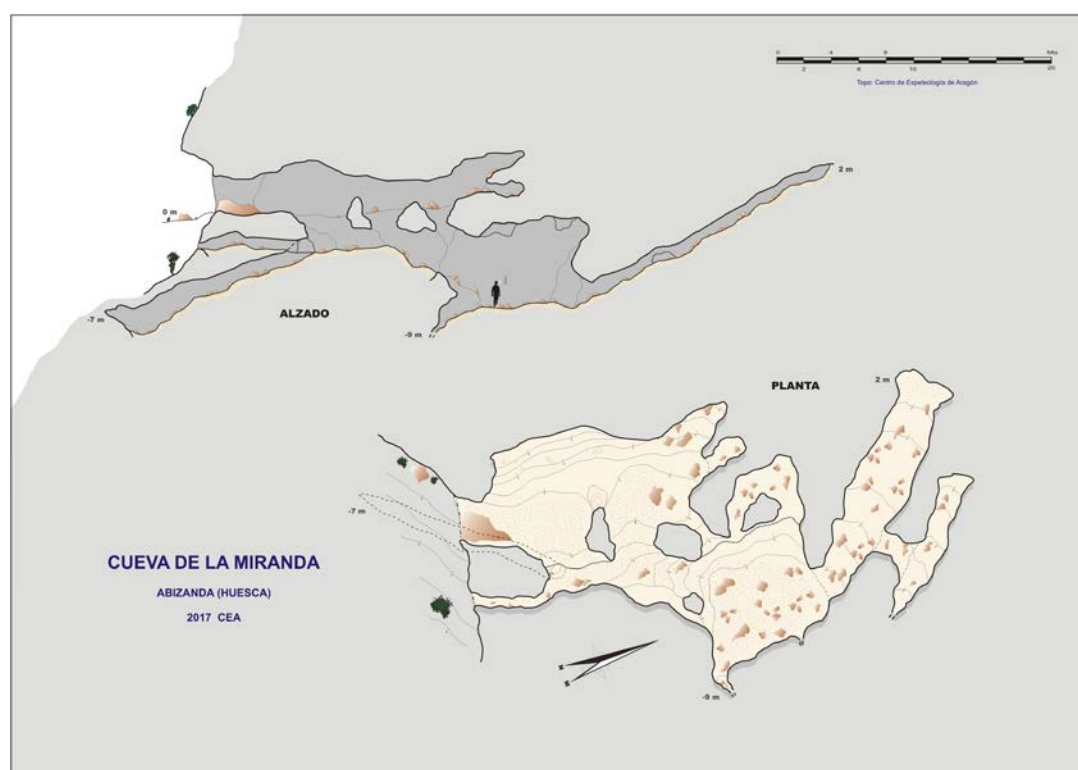 0 4 8 Mts
2 6 10 20
Topo: Centro de Espeleología de Aragón
2 m
0 m
-7 m
ALZADO
-9 m
PLANTA
2 m
-7 m
CUEVA DE LA MIRANDA
ABIZANDA (HUESCA)
2017 CEA
-9 m